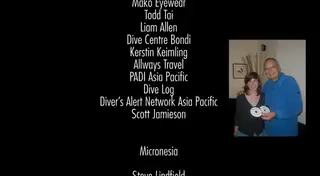 Mako Eyewear
Todd Tai
Liam Allen
Dive Centre Bondi
Kerstin Keimling
Allways Travel
PADI Asia Pacific
Dive Log
Diver's Alert Network Asia Pacific
Scott Jamieson
Micronesia
Steve Lindfield